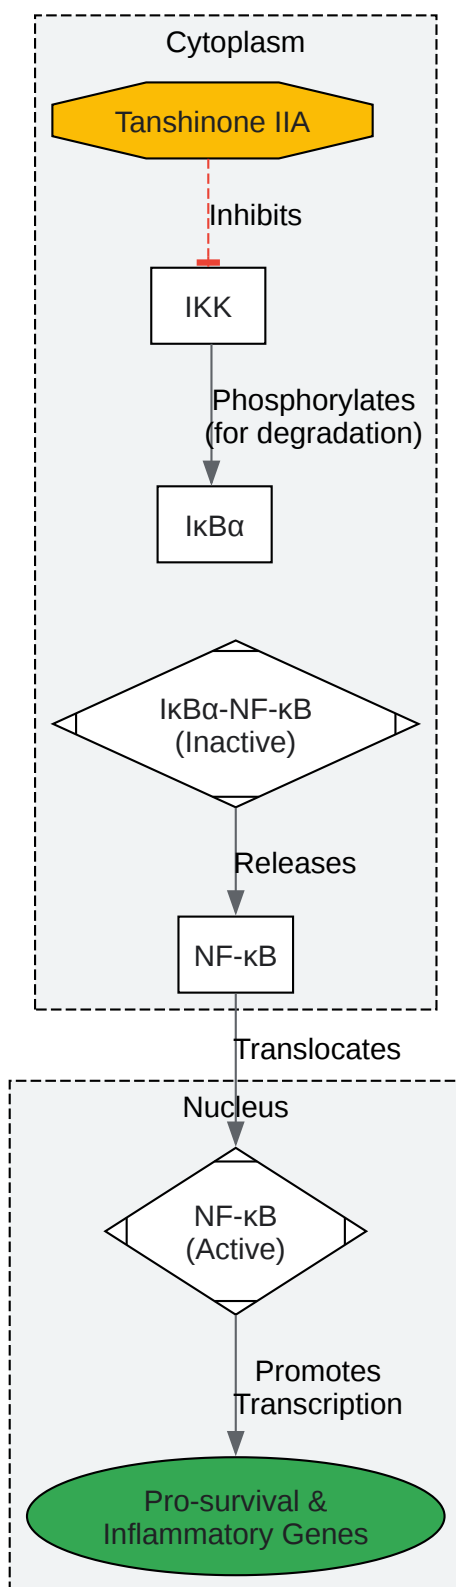 Cytoplasm
Tanshinone IIA
Inhibits
IKK
Phosphorylates
(for degradation)
IκBα
IκBα-NF-κB
(Inactive)
Releases
NF-κB
Translocates
Nucleus
NF-κB
(Active)
Promotes
Transcription
Pro-survival &
Inflammatory Genes